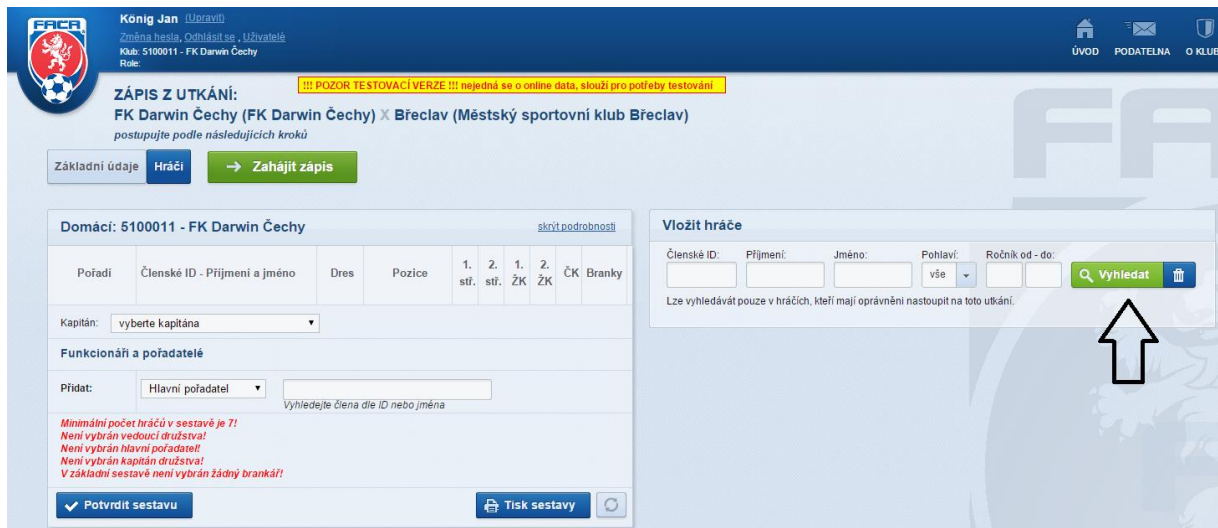 FACR
König Jan (Upravit)
Změna hesla, Odhlásit se , Uživatelé
Klub: 5100011 - FK Darwin Čechy
Role:
ÚVOD PODATELNA O KLUB
!!! POZOR TESTOVACÍ VERZE !!! nejedná se o online data, slouží pro potřeby testování
ZÁPIS Z UTKÁNÍ:
FK Darwin Čechy (FK Darwin Čechy) X Břeclav (Městský sportovní klub Břeclav)
postupujte podle následujících kroků
Základní údaje Hráči → Zahájit zápis
Domácí: 5100011 - FK Darwin Čechy skrýt podrobnosti
Pořadí Členské ID - Příjmení a jméno Dres Pozice 1. stř. 2. stř. 1. ŽK 2. ŽK ČK Branky
Kapitán: vyberte kapitána
Funkcionáři a pořadatelé
Přidat: Hlavní pořadatel
Vyhledejte člena dle ID nebo jména
Minimální počet hráčů v sestavě je 7!
Není vybrán vedoucí družstva!
Není vybrán hlavní pořadatel!
Není vybrán kapitán družstva!
V základní sestavě není vybrán žádný brankář!
Potvrdit sestavu Tisk sestavy
Vložit hráče
Členské ID: Příjmení: Jméno: Pohlaví: Ročník od - do:
vše Vyhledat
Lze vyhledávat pouze v hráčích, kteří mají oprávnění nastoupit na toto utkání.